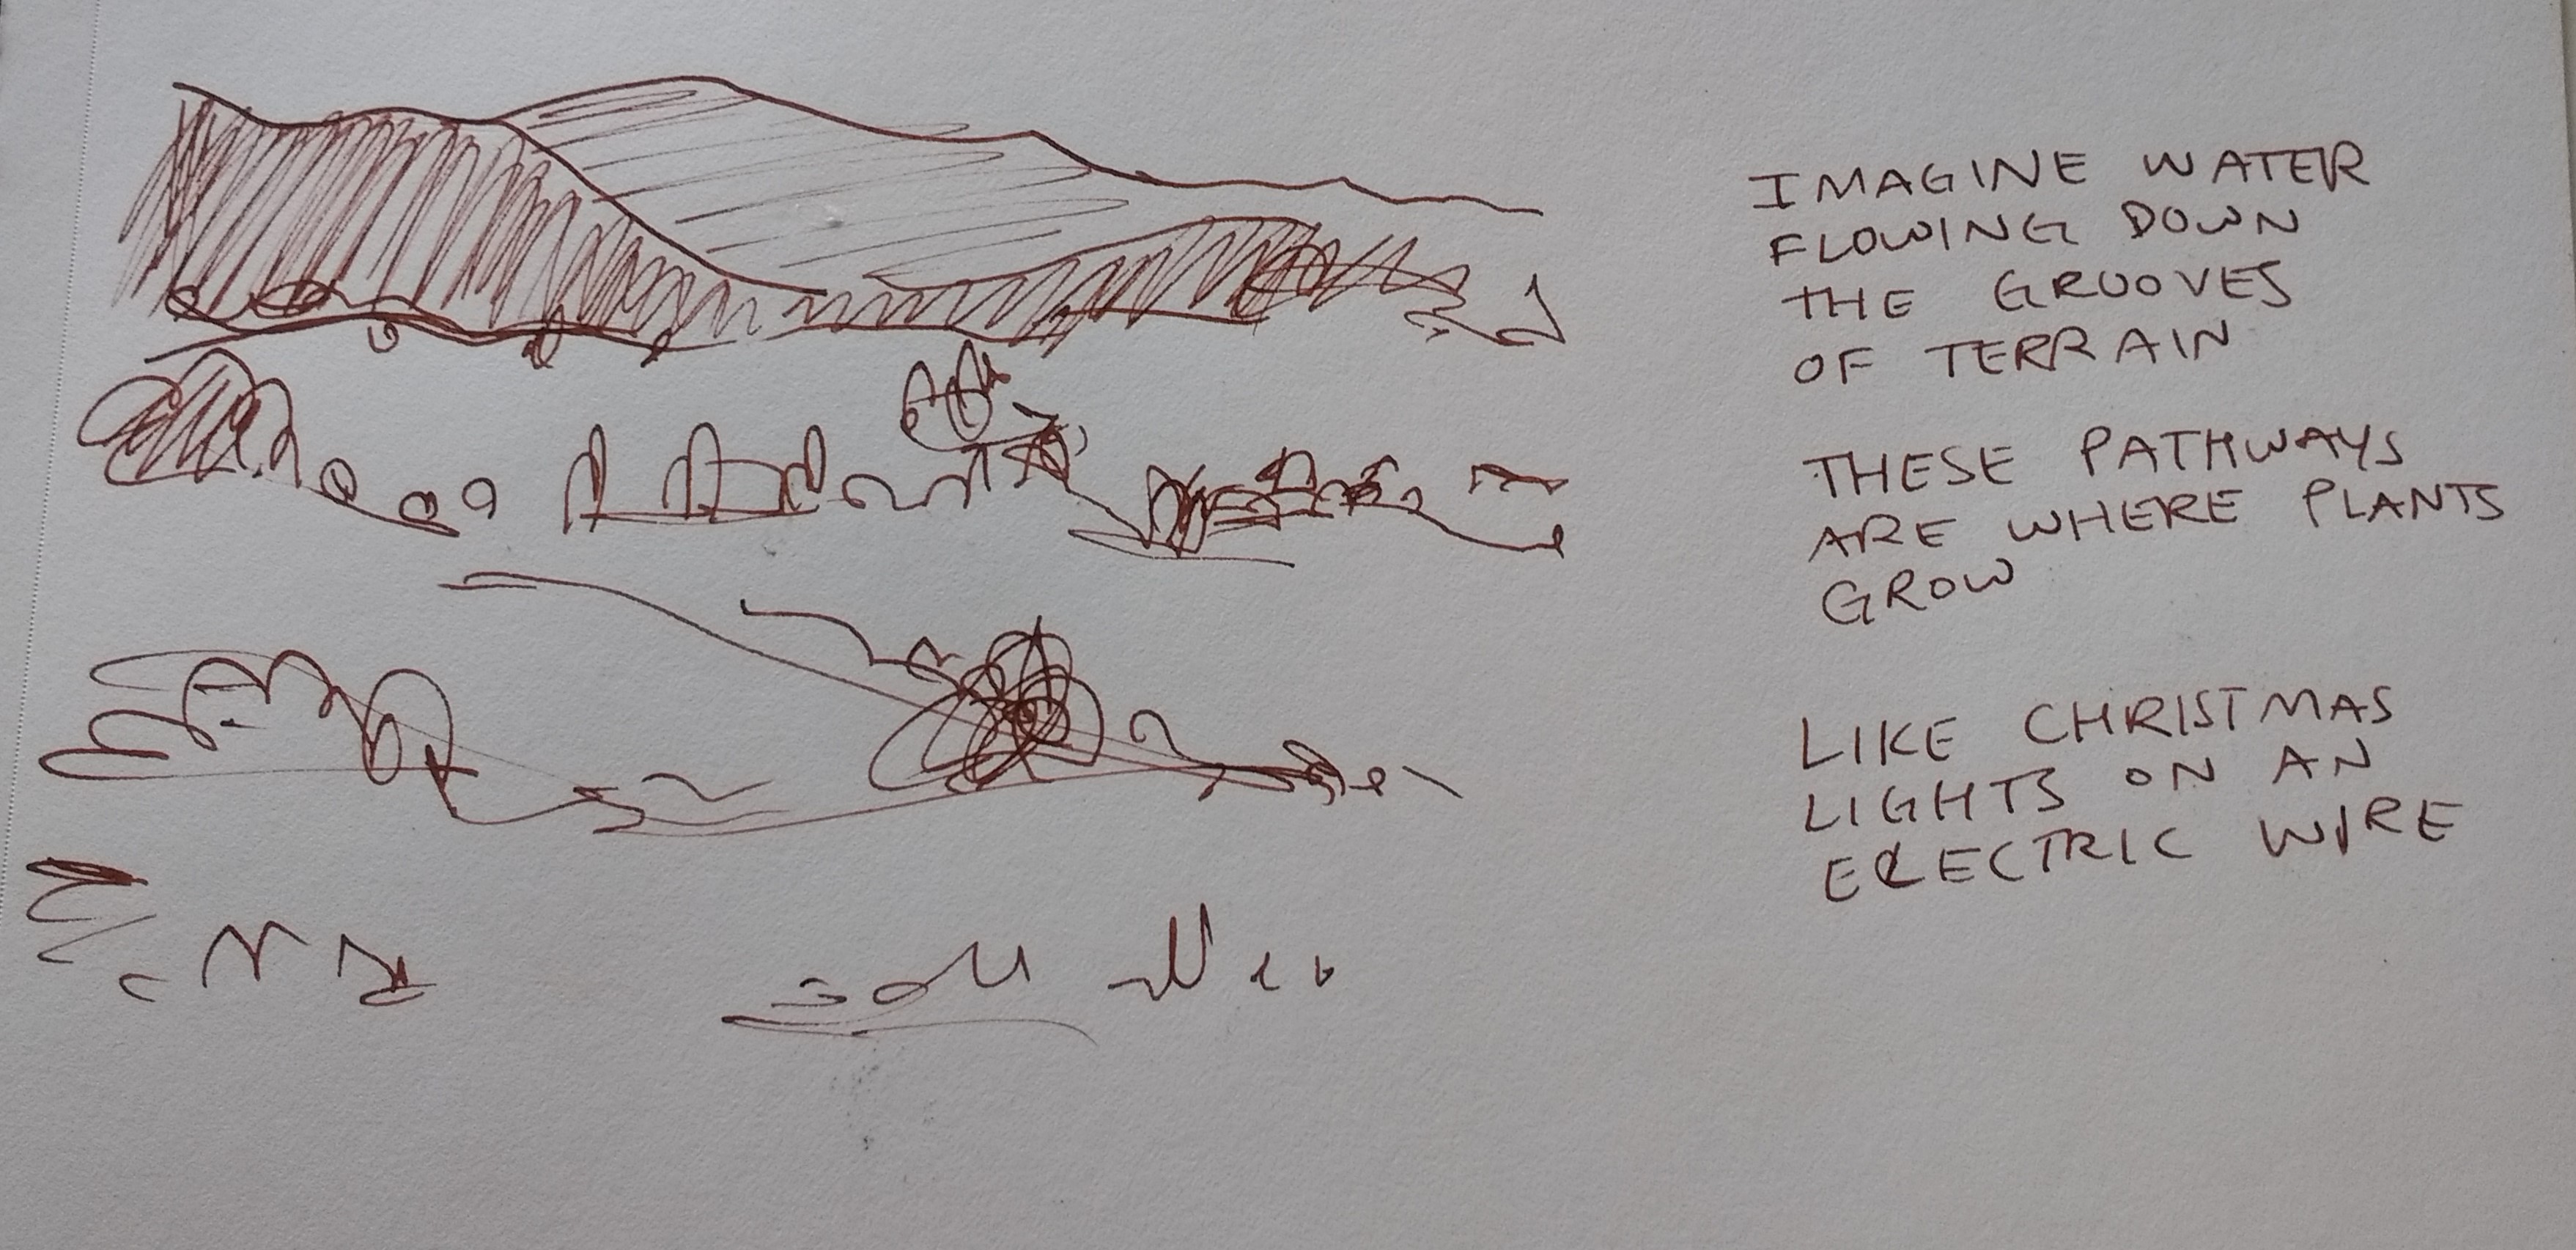 IMAGINE WATER
FLOWING DOWN
THE GROOVES
OF TERRAIN
THESE PATHWAYS
ARE WHERE PLANTS
GROW
LIKE CHRISTMAS
LIGHTS ON AN
ELECTRIC WIRE